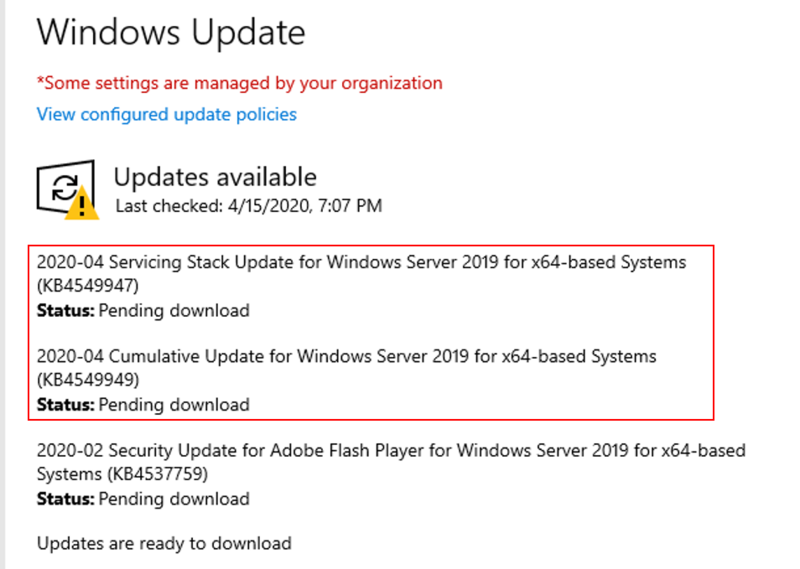 Windows Update
*Some settings are managed by your organization
View configured update policies
Updates available
Last checked: 4/15/2020, 7:07 PM
2020-04 Servicing Stack Update for Windows Server 2019 for x64-based Systems
(KB4549947)
Status: Pending download
2020-04 Cumulative Update for Windows Server 2019 for x64-based Systems
(KB4549949)
Status: Pending download
2020-02 Security Update for Adobe Flash Player for Windows Server 2019 for x64-based
Systems (KB4537759)
Status: Pending download
Updates are ready to download